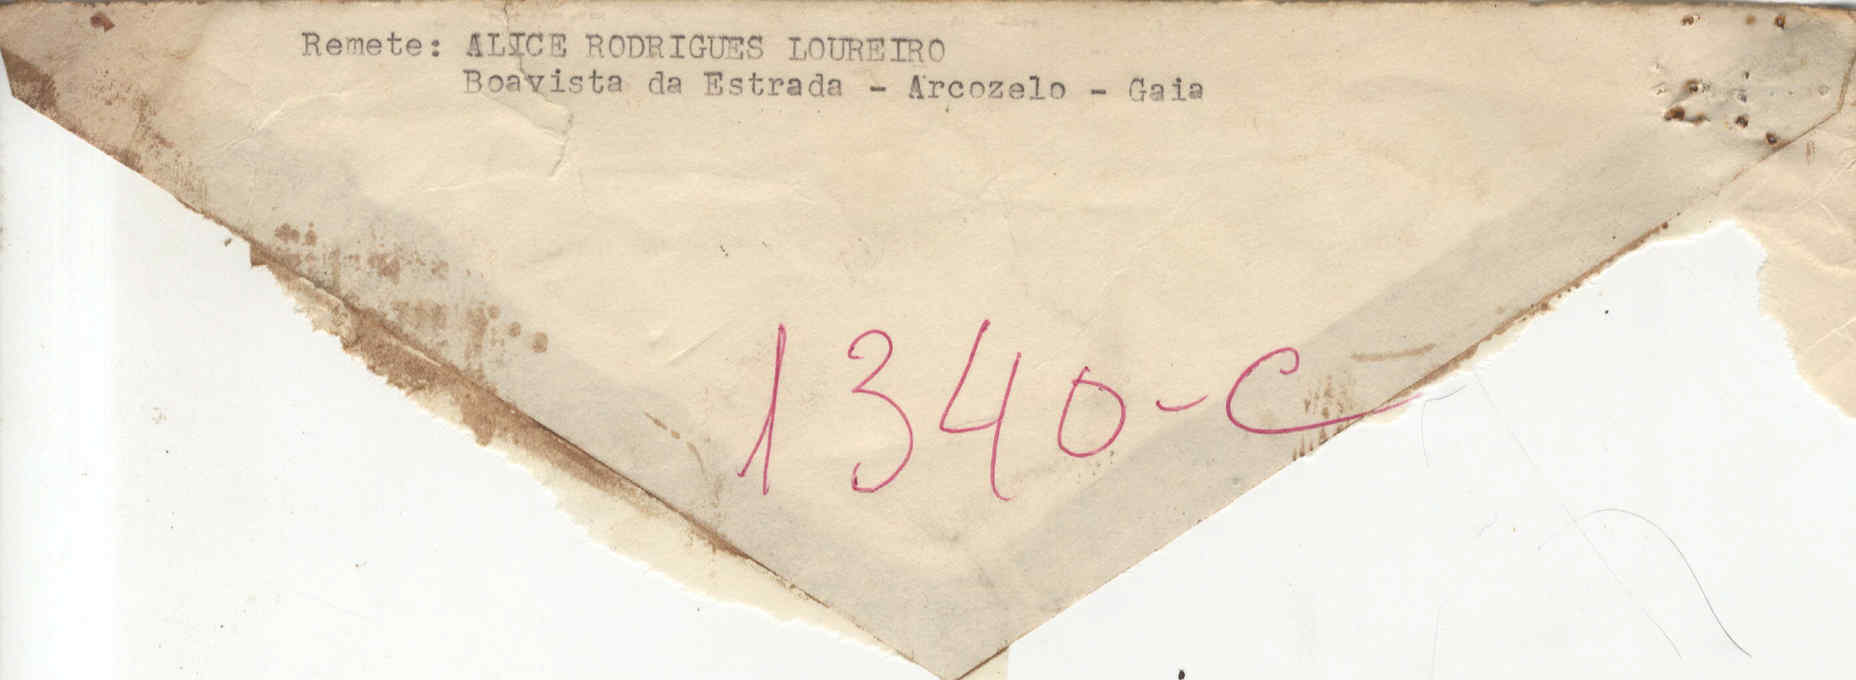 Remete: ALICE RODRIGUES LOUREIRO
Boavista da Estrada - Arcozelo - Gaia
1340-C